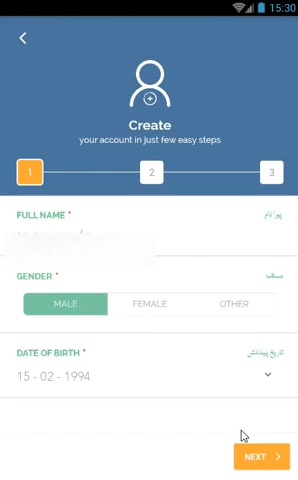 15:30
Create
your account in just few easy steps
1 2 3
FULL NAME * پورا نام
GENDER * صنف
MALE FEMALE OTHER
DATE OF BIRTH * تاریخ پیدائش
15 - 02 - 1994
NEXT